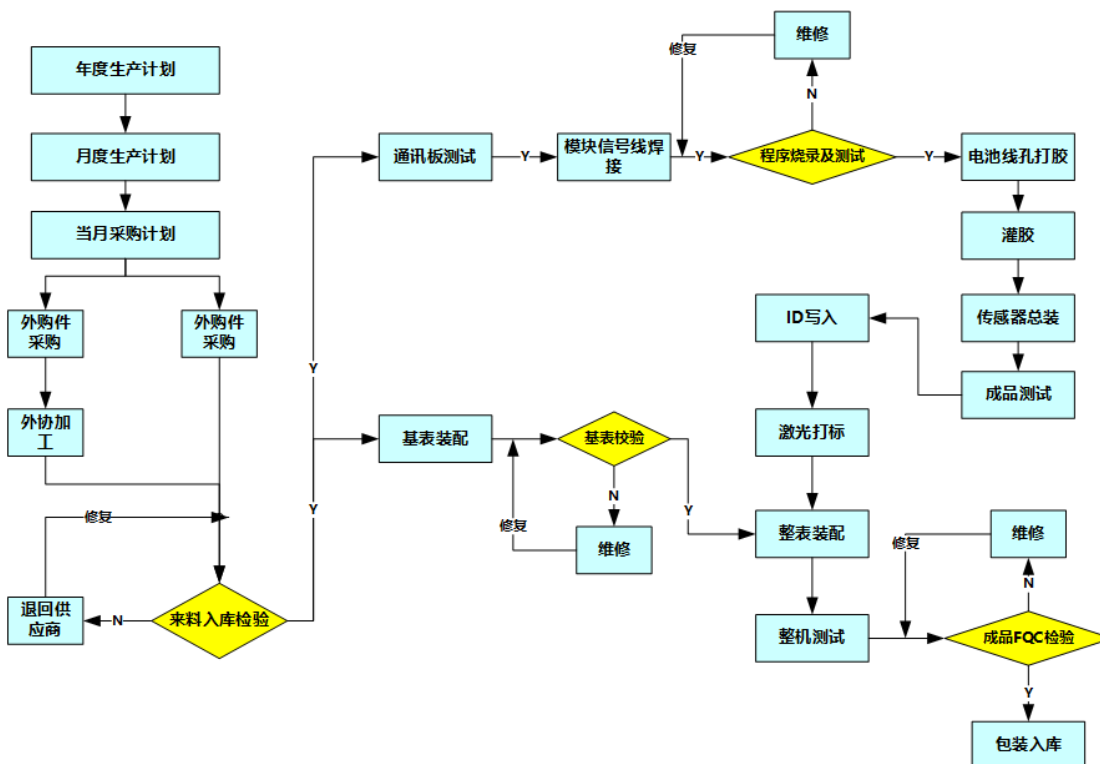 年度生产计划
月度生产计划
当月采购计划
外购件
采购
外购件
采购
外协加
工
修复
退回供
应商
N
来料入库检验
Y
Y
Y
通讯板测试
Y
模块信号线焊
接
修复
Y
维修
N
程序烧录及测试
Y
电池线孔打胶
灌胶
传感器总装
成品测试
ID写入
激光打标
基表装配
修复
基表校验
N
维修
Y
整表装配
整机测试
修复
维修
N
成品FQC检验
Y
包装入库